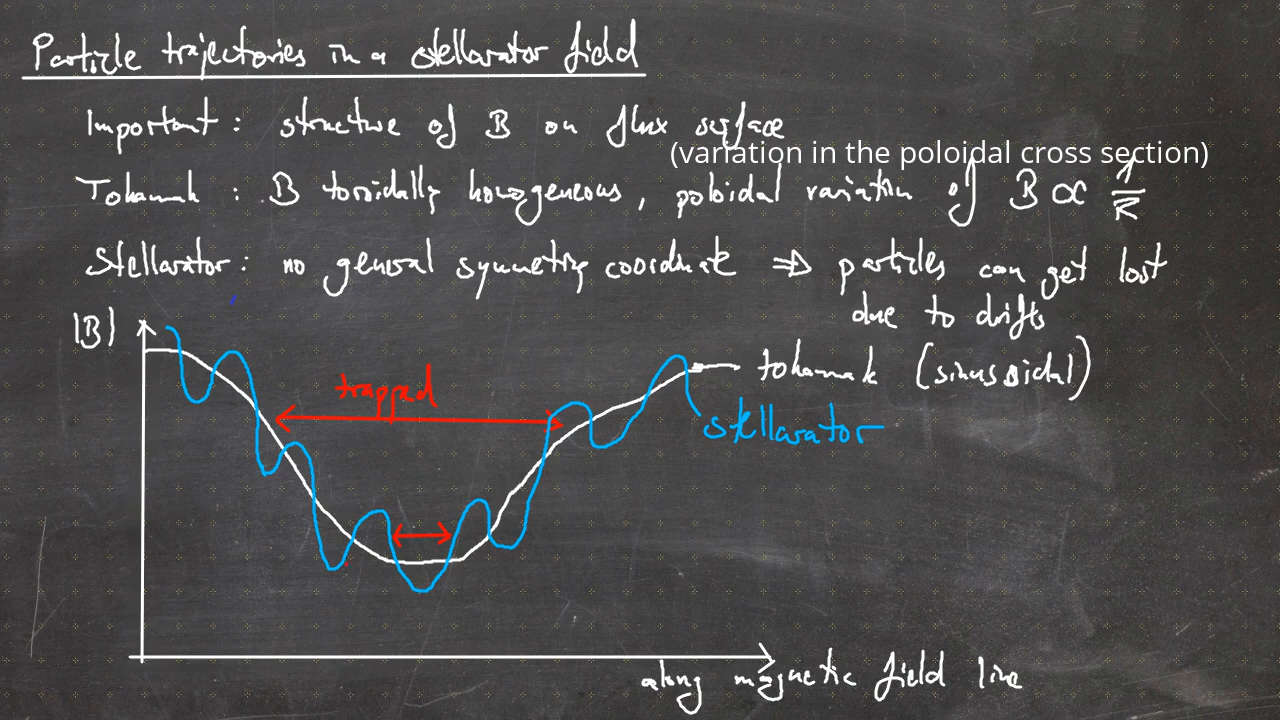 Particle trajectories in a stellarator field
Important : structure of B on flux surface
(variation in the poloidal cross section)
Tokamak : B toroidally homogeneous, poloidal variation of B ∝ 1/R
Stellarator : no general symmetry coordinate ⇒ particles can get lost
due to drifts
|B|
tokamak (sinusoidal)
trapped
stellarator
along magnetic field line